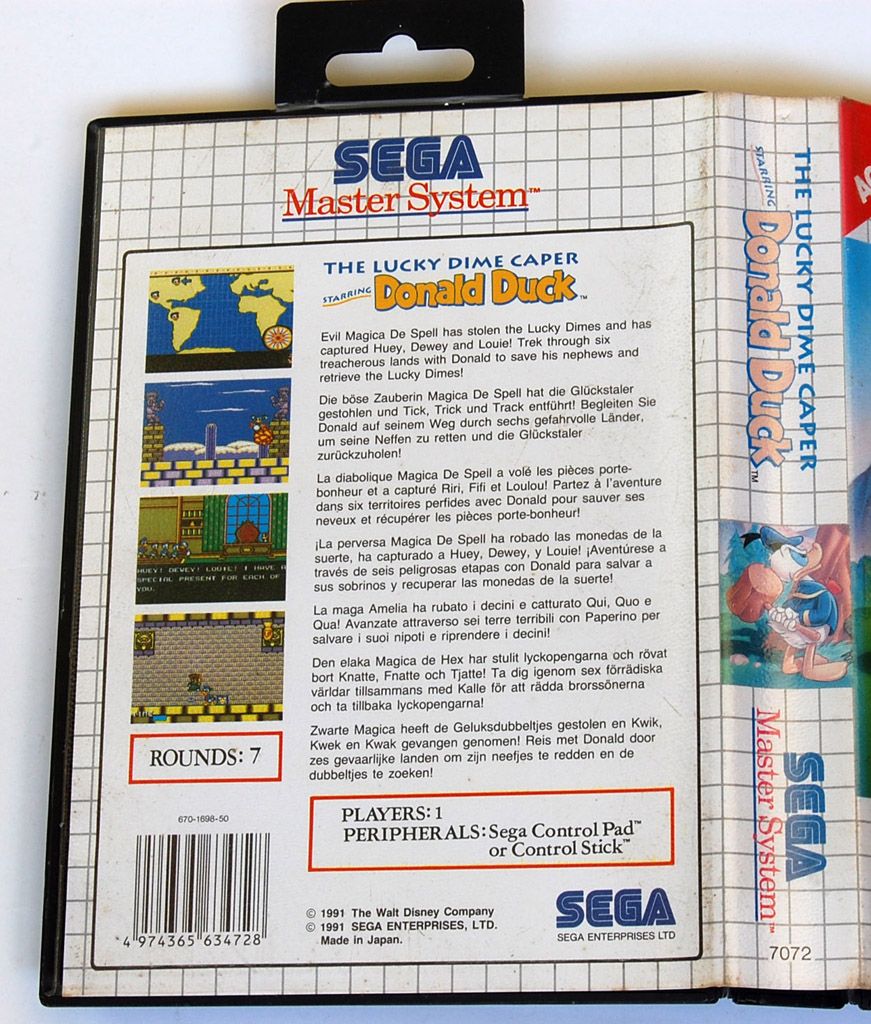 SEGA
Master System™
THE LUCKY DIME CAPER
STARRING Donald Duck™
Evil Magica De Spell has stolen the Lucky Dimes and has
captured Huey, Dewey and Louie! Trek through six
treacherous lands with Donald to save his nephews and
retrieve the Lucky Dimes!
Die böse Zauberin Magica De Spell hat die Glückstaler
gestohlen und Tick, Trick und Track entführt! Begleiten Sie
Donald auf seinem Weg durch sechs gefahrvolle Länder,
um seine Neffen zu retten und die Glückstaler
zurückzuholen!
La diabolique Magica De Spell a volé les pièces porte-
bonheur et a capturé Riri, Fifi et Loulou! Partez à l'aventure
dans six territoires perfides avec Donald pour sauver ses
neveux et récupérer les pièces porte-bonheur!
¡La perversa Magica De Spell ha robado las monedas de la
suerte, ha capturado a Huey, Dewey, y Louie! ¡Aventúrese a
través de seis peligrosas etapas con Donald para salvar a
sus sobrinos y recuperar las monedas de la suerte!
La maga Amelia ha rubato i decini e catturato Qui, Quo e
Qua! Avanzate attraverso sei terre terribili con Paperino per
salvare i suoi nipoti e riprendere i decini!
Den elaka Magica de Hex har stulit lyckopengarna och rövat
bort Knatte, Fnatte och Tjatte! Ta dig igenom sex förrädiska
världar tillsammans med Kalle för att rädda brorssönerna
och ta tillbaka lyckopengarna!
Zwarte Magica heeft de Geluksdubbeltjes gestolen en Kwik,
Kwek en Kwak gevangen genomen! Reis met Donald door
zes gevaarlijke landen om zijn neefjes te redden en de
dubbeltjes te zoeken!
HUEY! DEWEY! LOUIE! I HAVE A
SPECIAL PRESENT FOR EACH OF
YOU.
ROUNDS: 7
PLAYERS: 1
PERIPHERALS: Sega Control Pad™
or Control Stick™
670-1698-50
4 974365 634728
© 1991 The Walt Disney Company
© 1991 SEGA ENTERPRISES, LTD.
Made in Japan.
SEGA
SEGA ENTERPRISES LTD
THE LUCKY DIME CAPER
STARRING Donald Duck™
SEGA
Master System™
7072